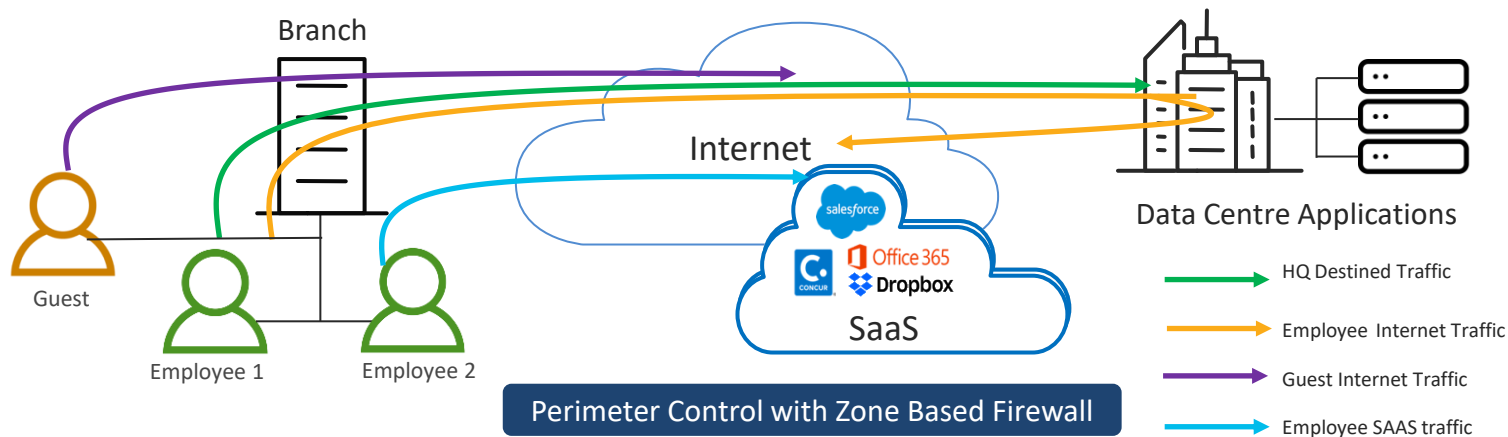 Branch
Internet
salesforce
C.
CONCUR
Office 365
Dropbox
SaaS
Guest
Employee 1
Employee 2
Data Centre Applications
HQ Destined Traffic
Employee Internet Traffic
Guest Internet Traffic
Employee SAAS traffic
Perimeter Control with Zone Based Firewall